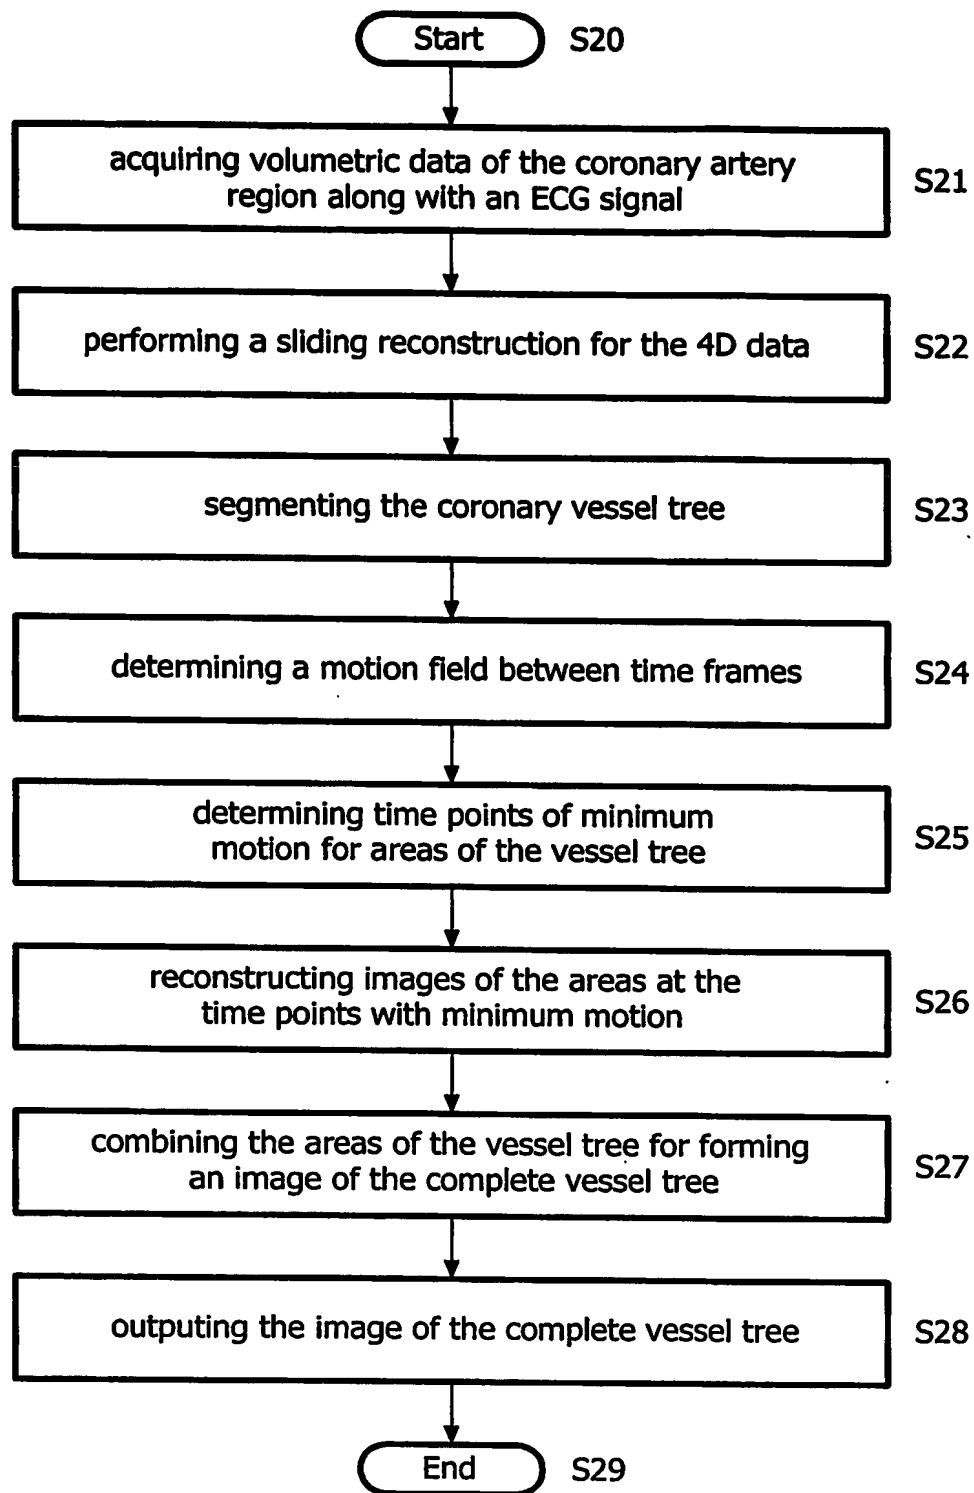 Start S20
acquiring volumetric data of the coronary artery
region along with an ECG signal
S21
performing a sliding reconstruction for the 4D data
S22
segmenting the coronary vessel tree
S23
determining a motion field between time frames
S24
determining time points of minimum
motion for areas of the vessel tree
S25
reconstructing images of the areas at the
time points with minimum motion
S26
combining the areas of the vessel tree for forming
an image of the complete vessel tree
S27
outputing the image of the complete vessel tree
S28
End S29